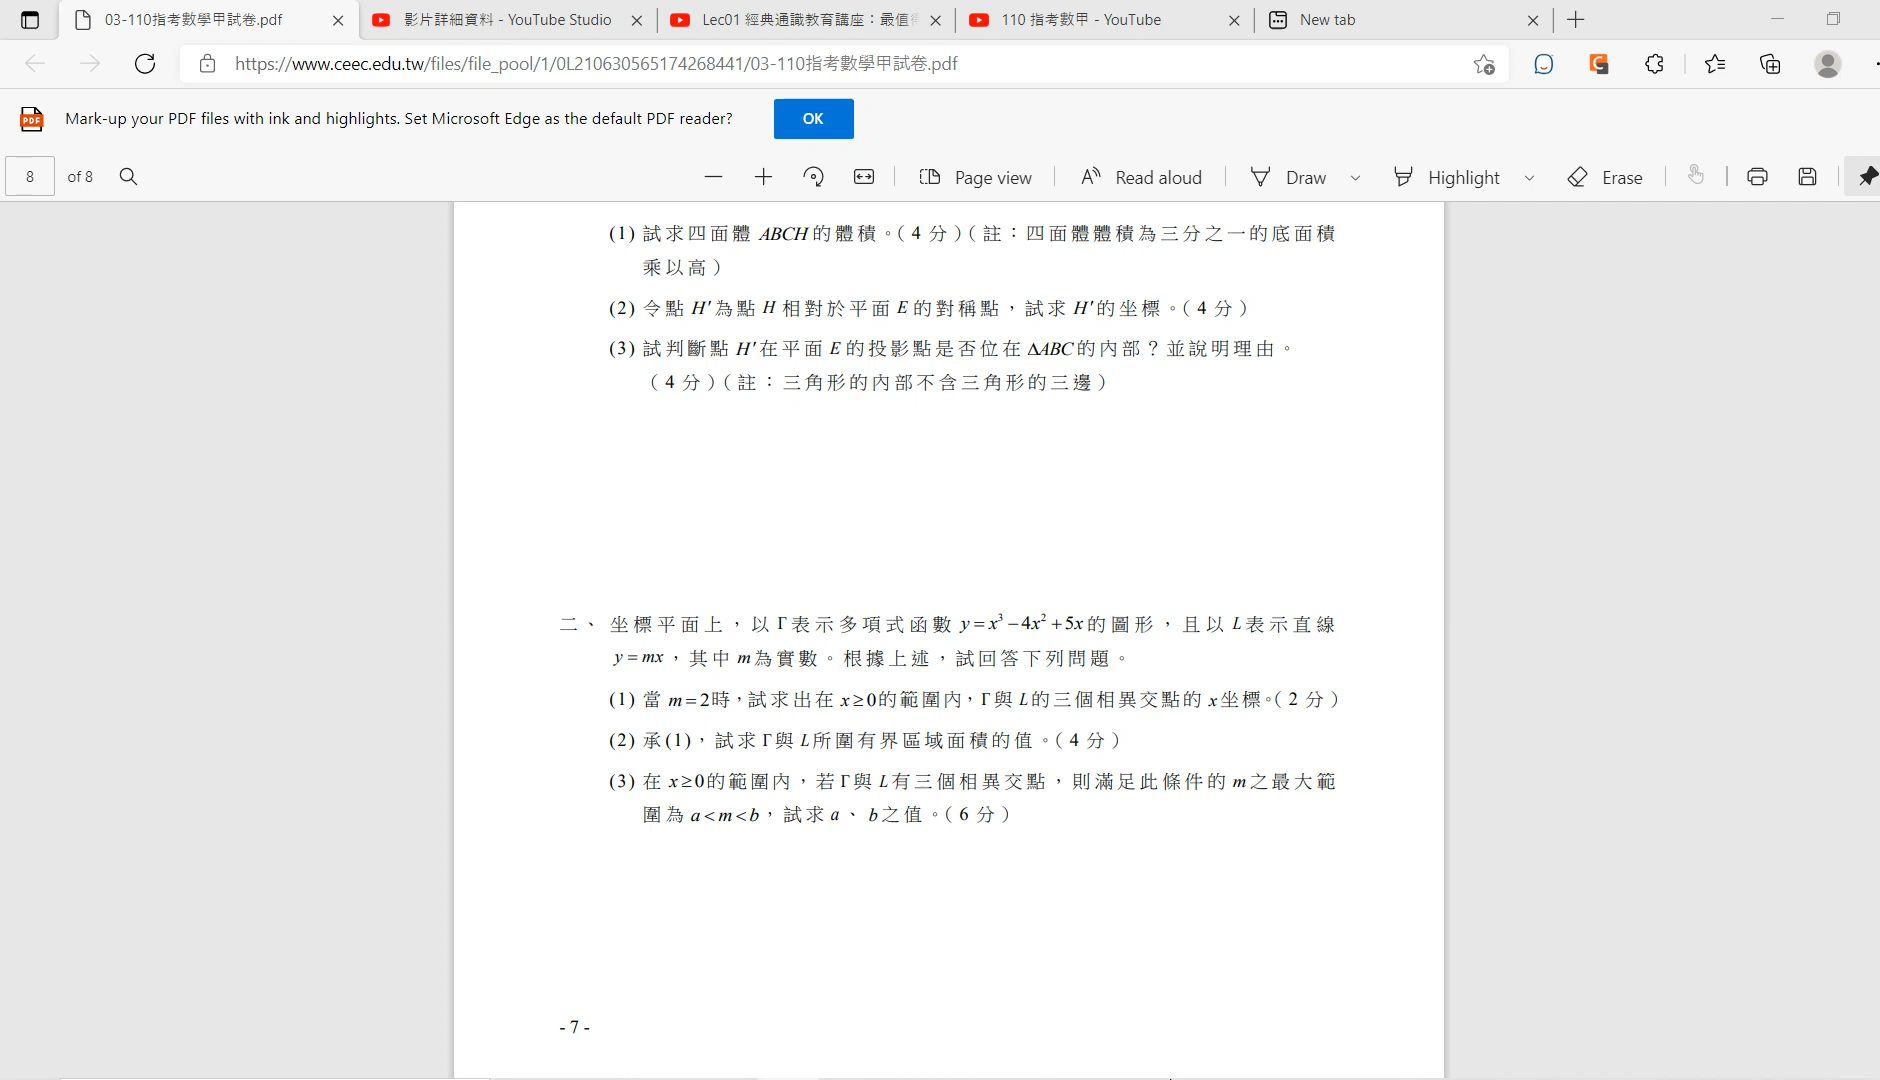 03-110指考數學甲試卷.pdf
影片詳細資料 - YouTube Studio
Lec01 經典通識教育講座：最值
110 指考數甲 - YouTube
New tab
https://www.ceec.edu.tw/files/file_pool/1/0L210630565174268441/03-110指考數學甲試卷.pdf
PDF
Mark-up your PDF files with ink and highlights. Set Microsoft Edge as the default PDF reader?
OK
8 of 8
Page view
Read aloud
Draw
Highlight
Erase
(1) 試求四面體 ABCH 的體積。(4 分)(註：四面體體積為三分之一的底面積
乘以高)
(2) 令點 H′為點 H 相對於平面 E 的對稱點，試求 H′的坐標。(4 分)
(3) 試判斷點 H′在平面 E 的投影點是否位在 ΔABC 的內部？並說明理由。
(4 分)(註：三角形的內部不含三角形的三邊)
二、坐標平面上，以 Γ 表示多項式函數 y=x³−4x²+5x 的圖形，且以 L 表示直線
y=mx，其中 m 為實數。根據上述，試回答下列問題。
(1) 當 m=2時，試求出在 x≥0的範圍內，Γ與 L的三個相異交點的 x坐標。(2 分)
(2) 承(1)，試求Γ與 L所圍有界區域面積的值。(4 分)
(3) 在 x≥0的範圍內，若Γ與 L有三個相異交點，則滿足此條件的 m之最大範
圍為 a<m<b，試求 a、b之值。(6 分)
- 7 -